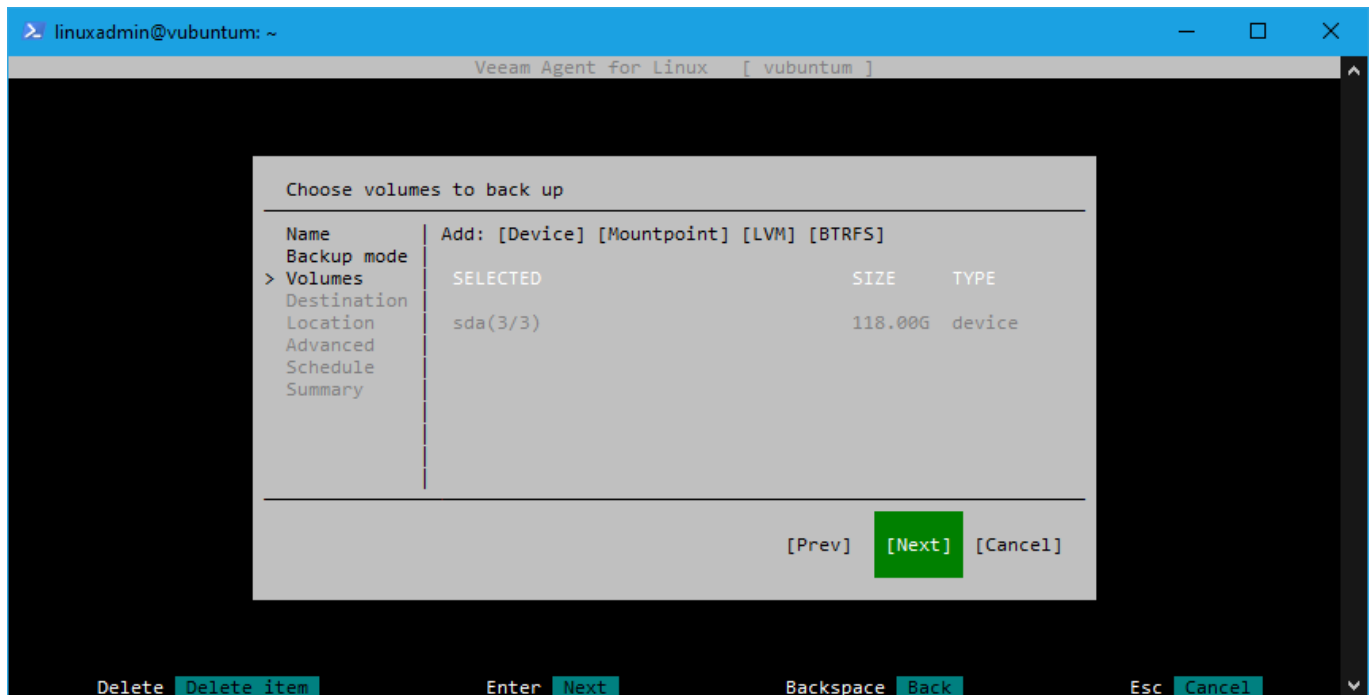 linuxadmin@vubuntum: ~
Veeam Agent for Linux [ vubuntum ]
Choose volumes to back up
Name
Backup mode
> Volumes
Destination
Location
Advanced
Schedule
Summary
Add: [Device] [Mountpoint] [LVM] [BTRFS]
SELECTED SIZE TYPE
sda(3/3) 118.00G device
[Prev] [Next] [Cancel]
Delete Delete item Enter Next Backspace Back Esc Cancel